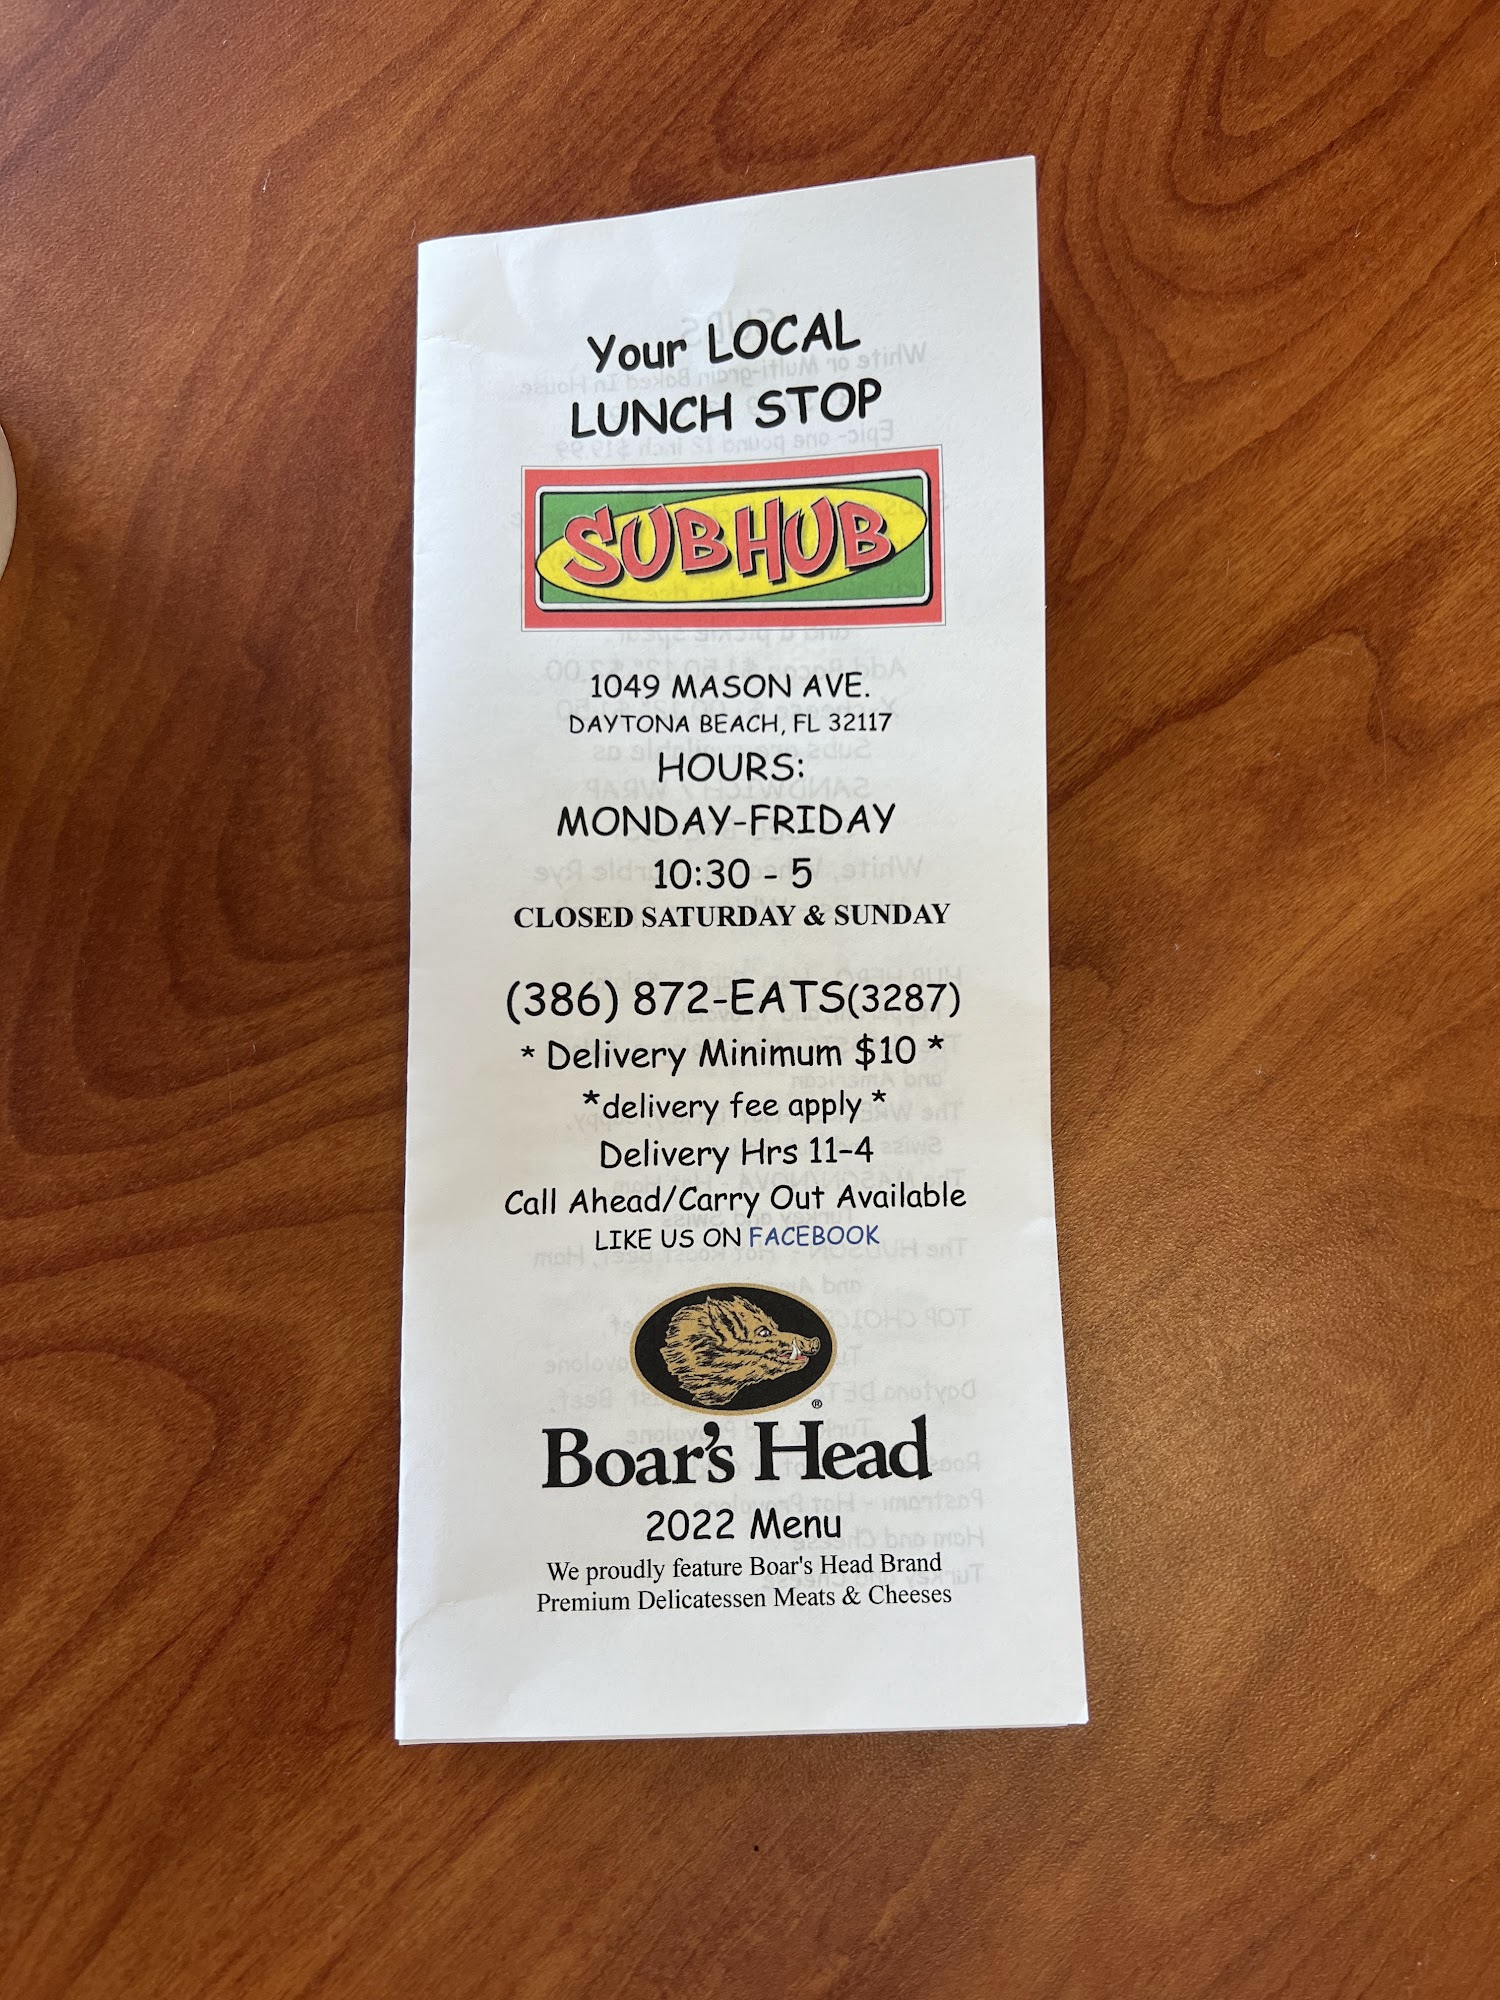 Your LOCAL
LUNCH STOP
SUBHUB
1049 MASON AVE.
DAYTONA BEACH, FL 32117
HOURS:
MONDAY-FRIDAY
10:30 - 5
CLOSED SATURDAY & SUNDAY
(386) 872-EATS(3287)
* Delivery Minimum $10 *
*delivery fee apply *
Delivery Hrs 11-4
Call Ahead/Carry Out Available
LIKE US ON FACEBOOK
®
Boar's Head
2022 Menu
We proudly feature Boar's Head Brand
Premium Delicatessen Meats & Cheeses